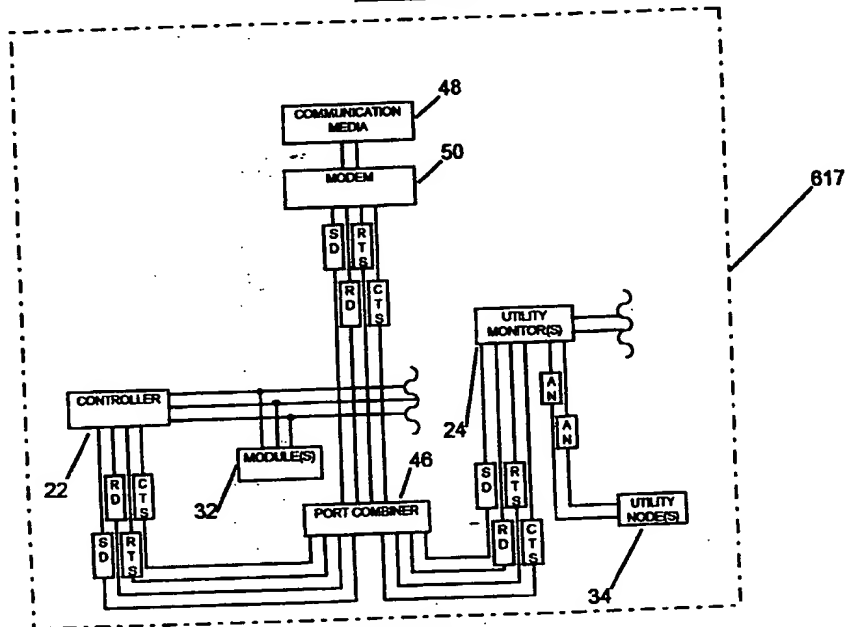 48
COMMUNICATION
MEDIA
50
MODEM
617
SD
RTS
RD
CTS
UTILITY
MONITOR(S)
24
AN
AN
CONTROLLER
22
MODULE(S)
32
46
PORT COMBINER
RD
CTS
SD
RTS
SD
RTS
RD
CTS
UTILITY
NODE(S)
34